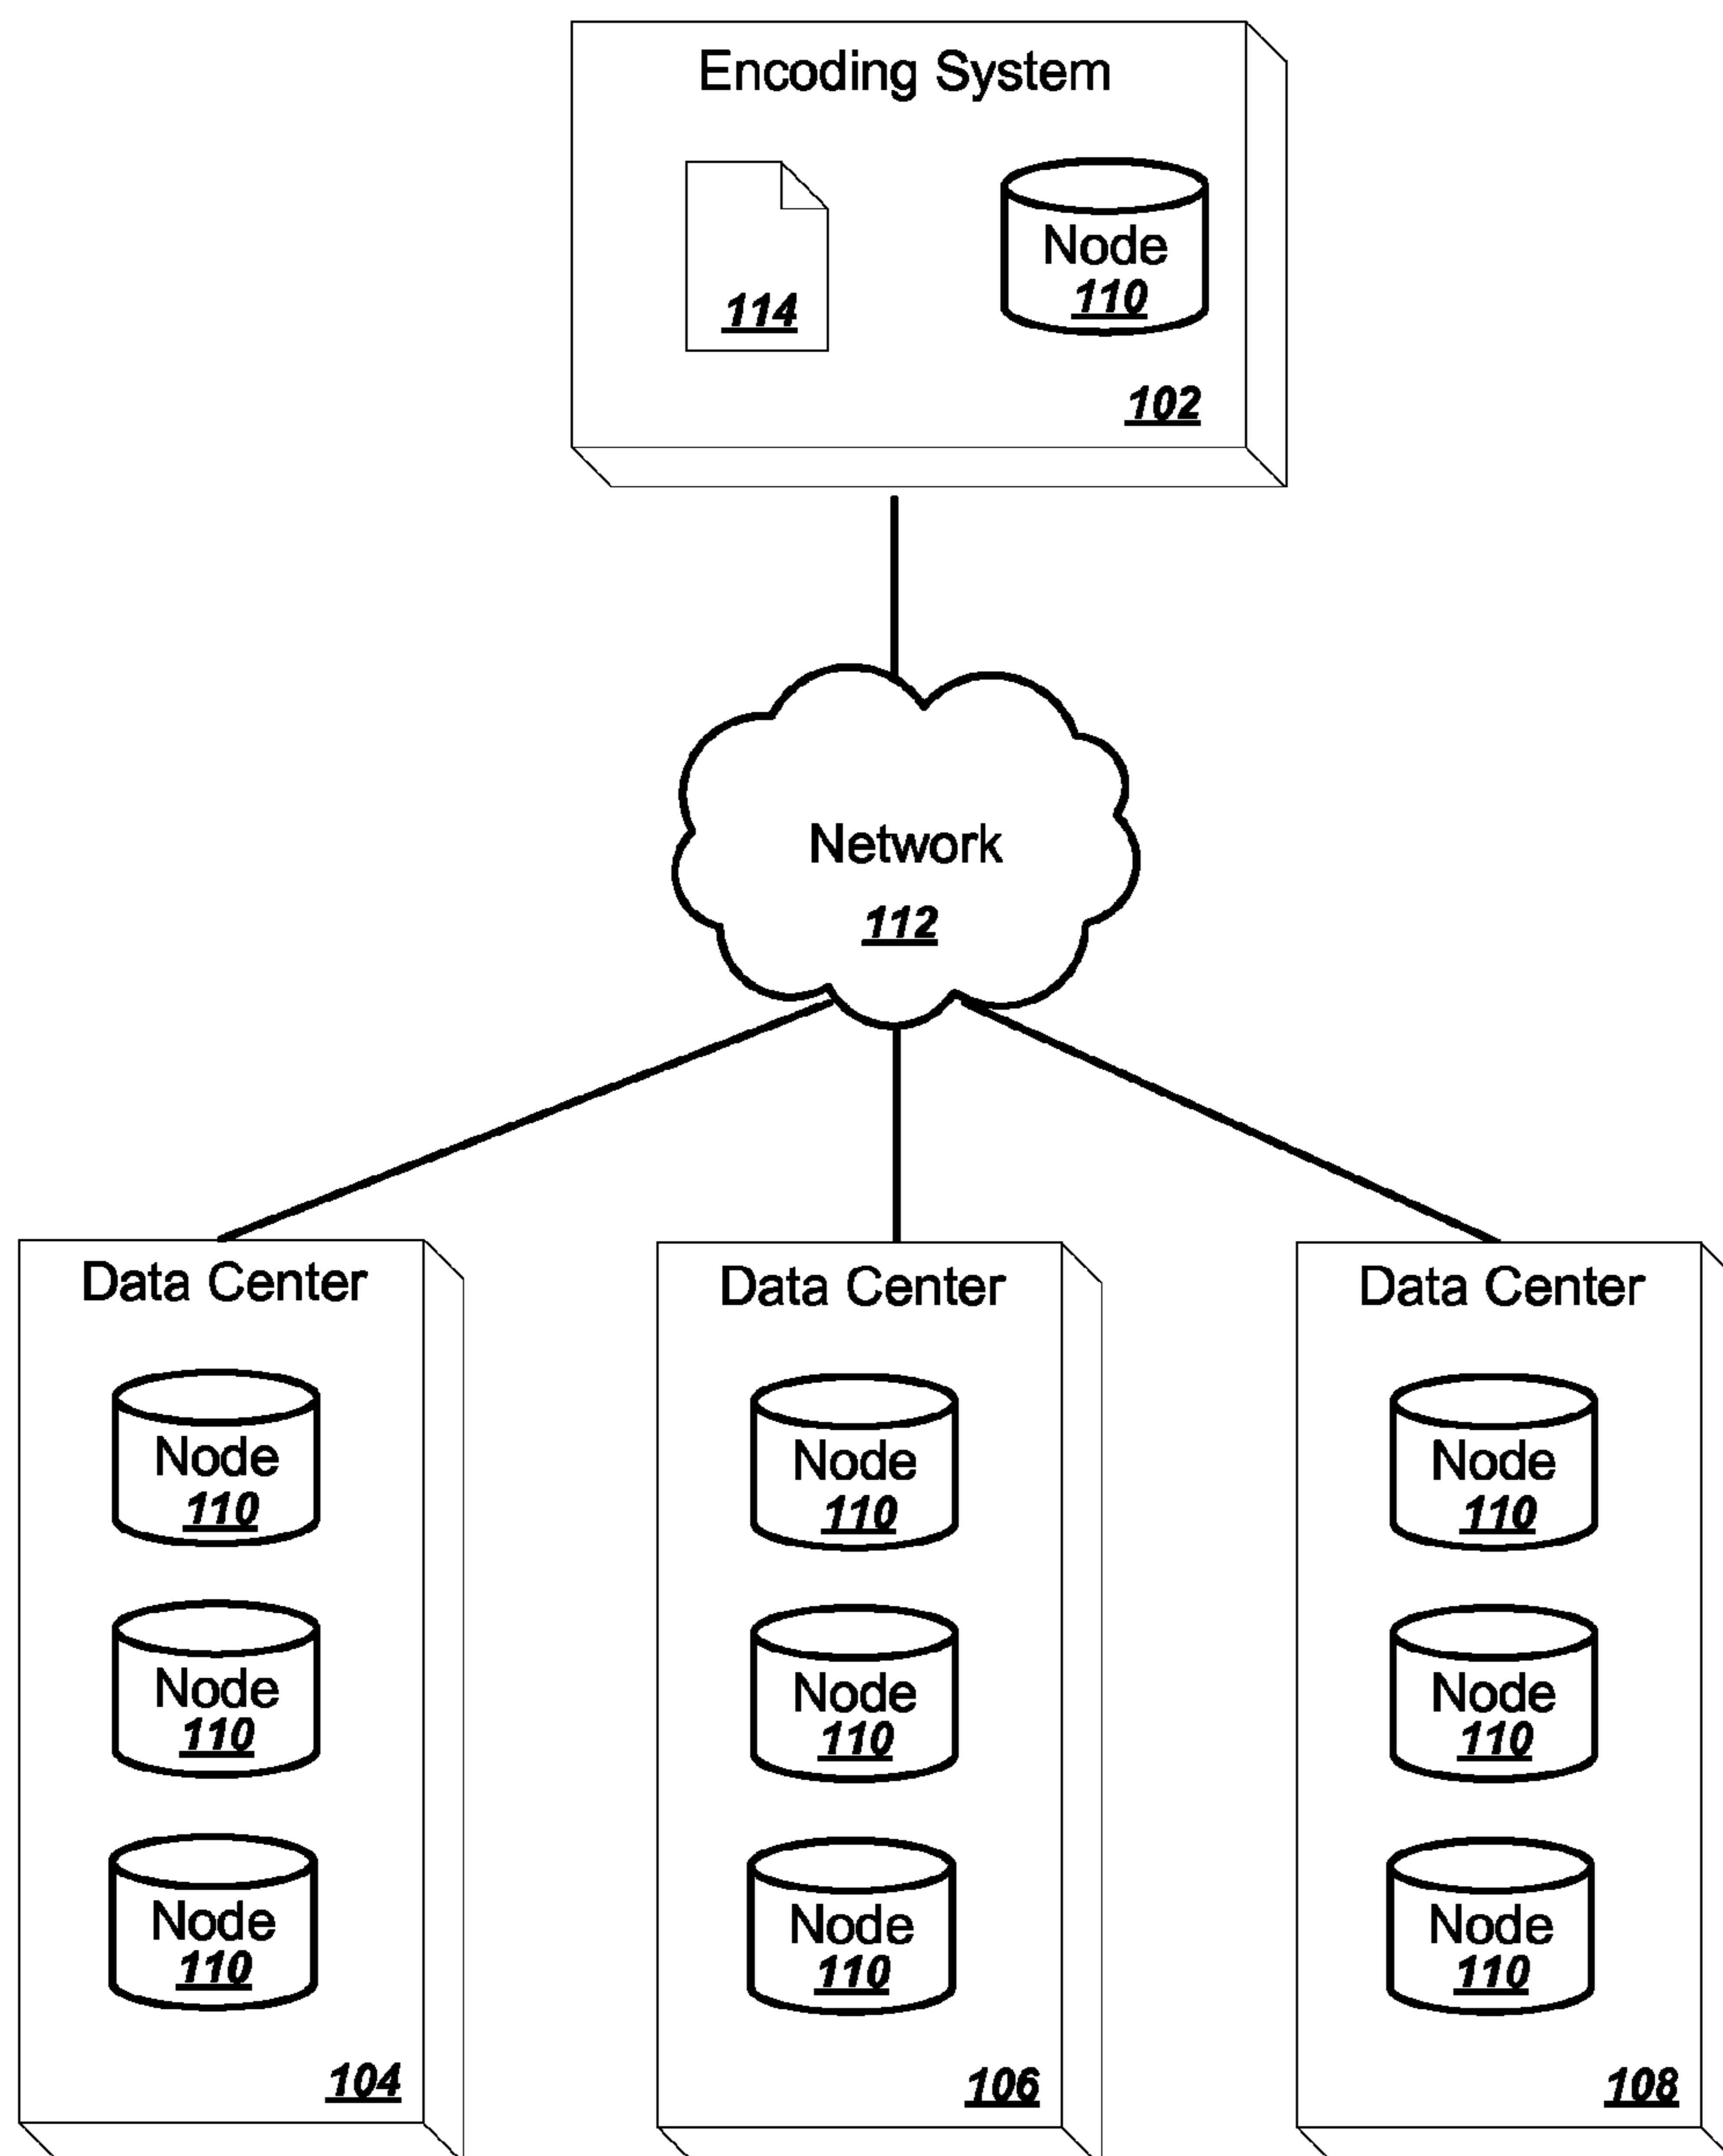 Encoding System
114
Node
110
102
Network
112
Data Center
Node
110
Node
110
Node
110
104
Data Center
Node
110
Node
110
Node
110
106
Data Center
Node
110
Node
110
Node
110
108